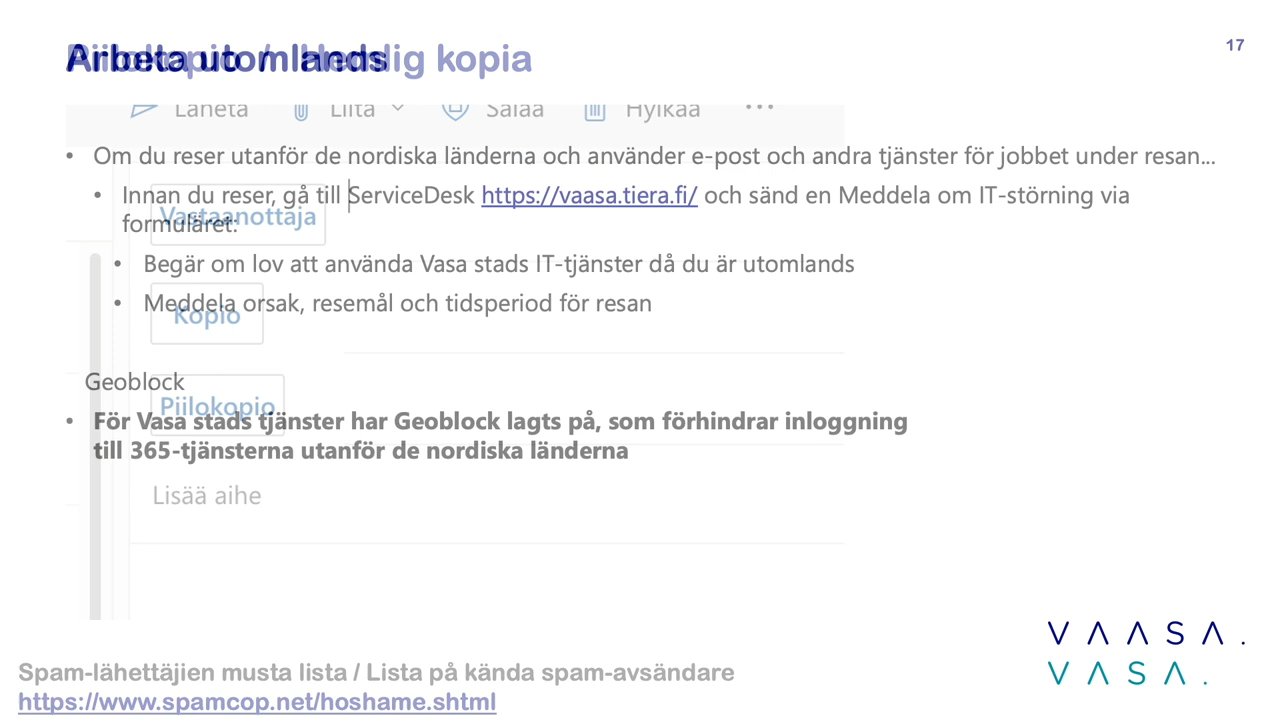 Arbeta utomlands
Piilokopio / Hemlig kopia
17
Lähetä Liitä Salaa Hylkää ...
• Om du reser utanför de nordiska länderna och använder e-post och andra tjänster för jobbet under resan...
• Innan du reser, gå till ServiceDesk https://vaasa.tiera.fi/ och sänd en Meddela om IT-störning via
formuläret:
Vastaanottaja
• Begär om lov att använda Vasa stads IT-tjänster då du är utomlands
• Meddela orsak, resemål och tidsperiod för resan
Kopio
Geoblock
Piilokopio
• För Vasa stads tjänster har Geoblock lagts på, som förhindrar inloggning
till 365-tjänsterna utanför de nordiska länderna
Lisää aihe
VAASA.
VASA.
Spam-lähettäjien musta lista / Lista på kända spam-avsändare
https://www.spamcop.net/hoshame.shtml